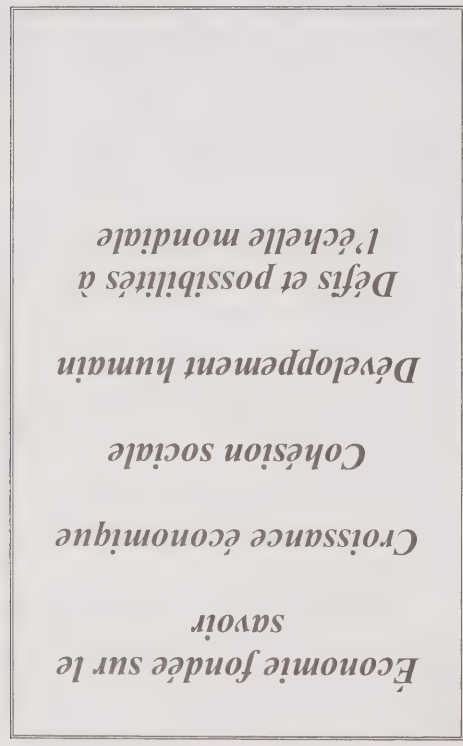 Économie fondée sur le
savoir
Croissance économique
Cohésion sociale
Développement humain
Défis et possibilités à
l'échelle mondiale